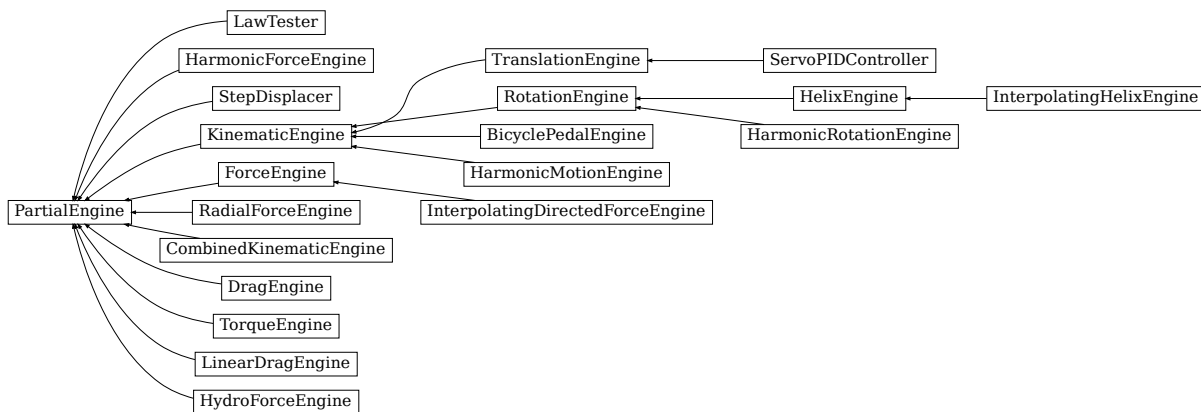 LawTester
HarmonicForceEngine
TranslationEngine
ServoPIDController
StepDisplacer
RotationEngine
HelixEngine
InterpolatingHelixEngine
KinematicEngine
BicyclePedalEngine
HarmonicRotationEngine
ForceEngine
HarmonicMotionEngine
PartialEngine
RadialForceEngine
InterpolatingDirectedForceEngine
CombinedKinematicEngine
DragEngine
TorqueEngine
LinearDragEngine
HydroForceEngine